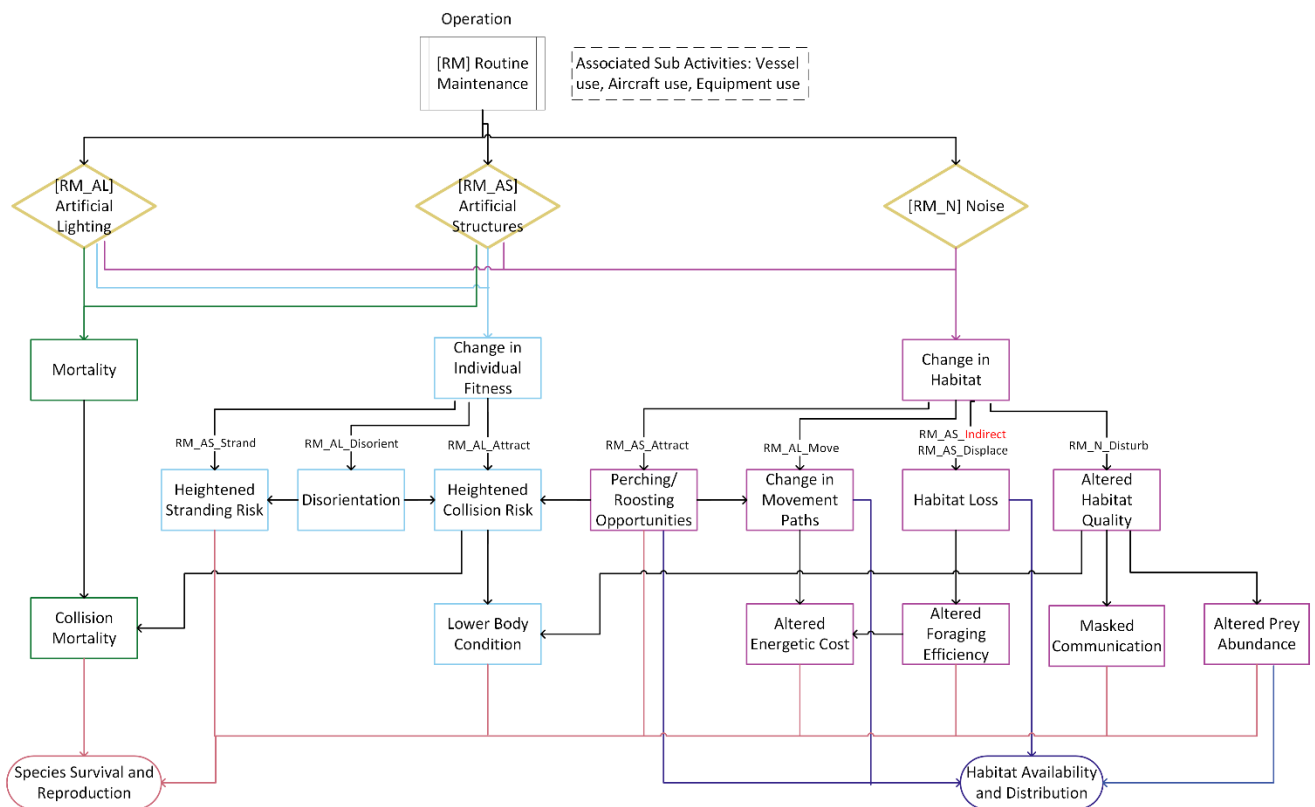 Operation
[RM] Routine
Maintenance
Associated Sub Activities: Vessel
use, Aircraft use, Equipment use
[RM_AL]
Artificial
Lighting
[RM_AS]
Artificial
Structures
[RM_N] Noise
Mortality
Change in
Individual
Fitness
Change in
Habitat
RM_AS_Strand
RM_AL_Disorient
RM_AL_Attract
RM_AS_Attract
RM_AL_Move
RM_AS_Indirect
RM_AS_Displace
RM_N_Disturb
Heightened
Stranding Risk
Disorientation
Heightened
Collision Risk
Perching/
Roosting
Opportunities
Change in
Movement
Paths
Habitat Loss
Altered
Habitat
Quality
Collision
Mortality
Lower Body
Condition
Altered
Energetic Cost
Altered
Foraging
Efficiency
Masked
Communication
Altered Prey
Abundance
Species Survival and
Reproduction
Habitat Availability
and Distribution